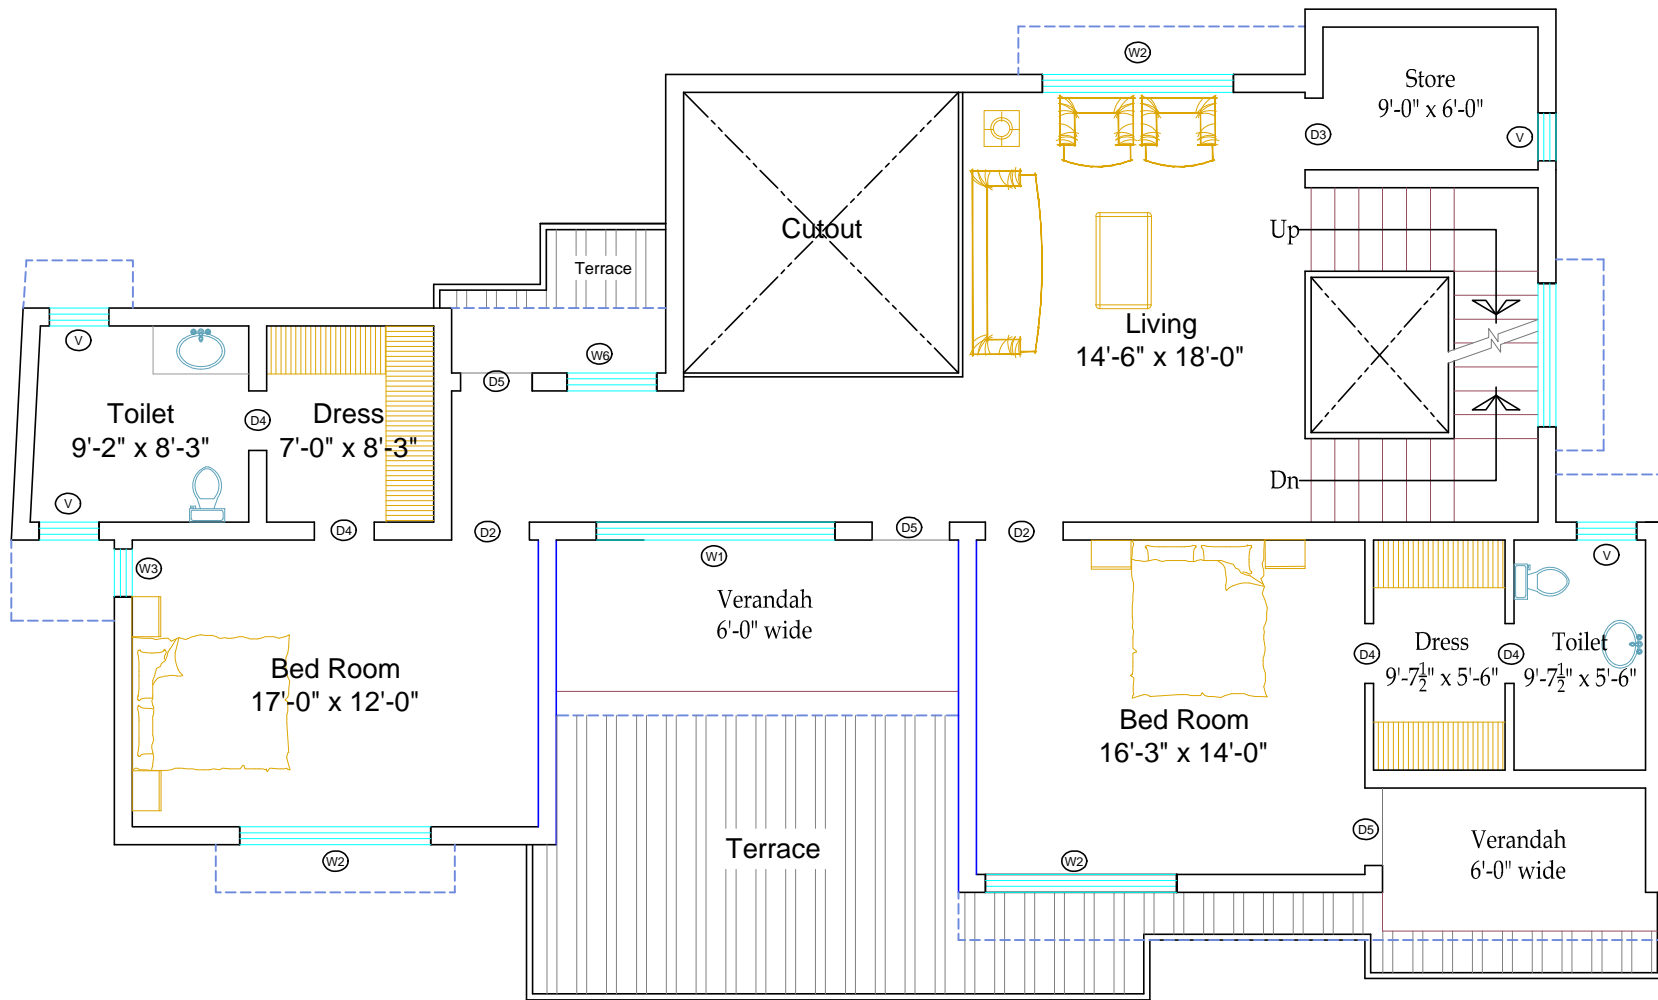 W2
Store
9'-0" x 6'-0"
D3
V
Cutout
Up
Terrace
Living
14'-6" x 18'-0"
V
W6
D5
Toilet
9'-2" x 8'-3"
D4
Dress
7'-0" x 8'-3"
Dn
V
D4
D2
D5
D2
W1
V
W3
Verandah
6'-0" wide
Bed Room
17'-0" x 12'-0"
D4
Dress
9'-7½" x 5'-6"
D4
Toilet
9'-7½" x 5'-6"
Bed Room
16'-3" x 14'-0"
W2
Terrace
W2
D5
Verandah
6'-0" wide